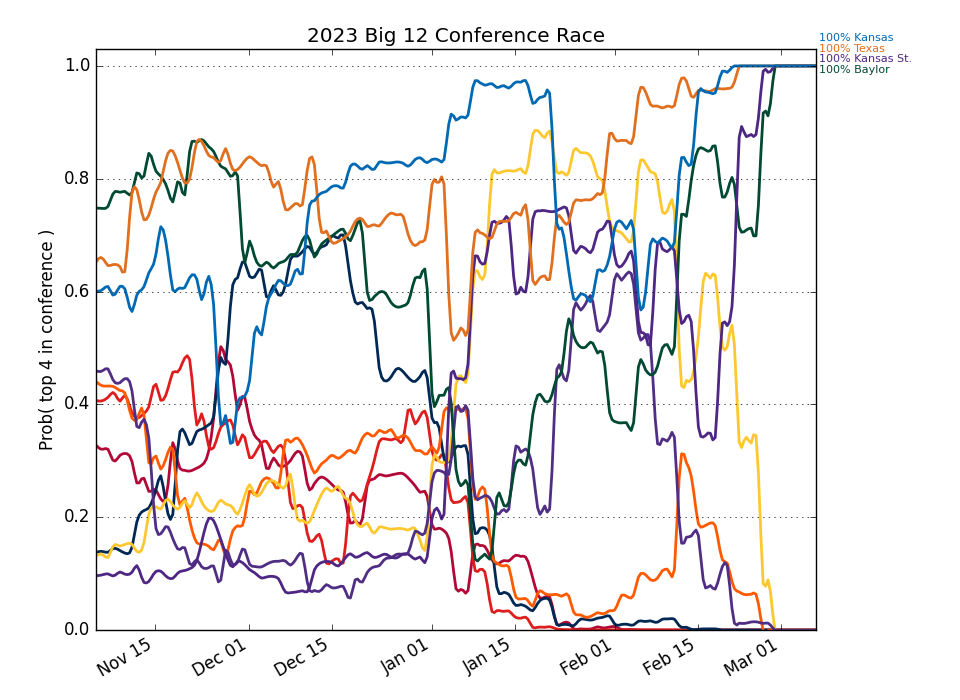 2023 Big 12 Conference Race
100% Kansas
100% Texas
100% Kansas St.
100% Baylor
1.0
0.8
0.6
0.4
0.2
0.0
Prob( top 4 in conference )
Nov 15
Dec 01
Dec 15
Jan 01
Jan 15
Feb 01
Feb 15
Mar 01